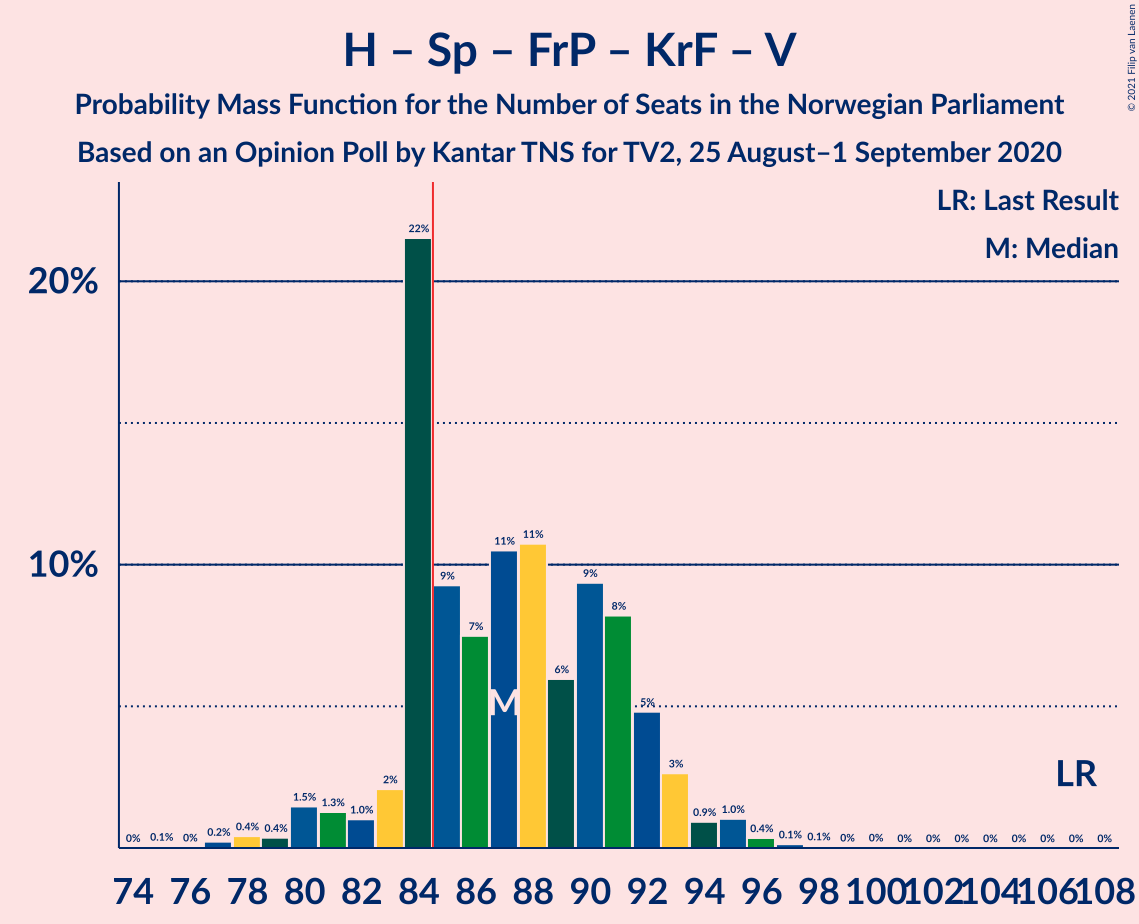 H – Sp – FrP – KrF – V
Probability Mass Function for the Number of Seats in the Norwegian Parliament
Based on an Opinion Poll by Kantar TNS for TV2, 25 August–1 September 2020
© 2021 Filip van Laenen
LR: Last Result
M: Median
20%
10%
0% 0.1% 0% 0.2% 0.4% 0.4% 1.5% 1.3% 1.0% 2% 22% 9% 7% 11% 11% 6% 9% 8% 5% 3% 0.9% 1.0% 0.4% 0.1% 0.1% 0% 0% 0% 0% 0% 0% 0% 0% 0% 0%
M
LR
74 76 78 80 82 84 86 88 90 92 94 96 98 100 102 104 106 108